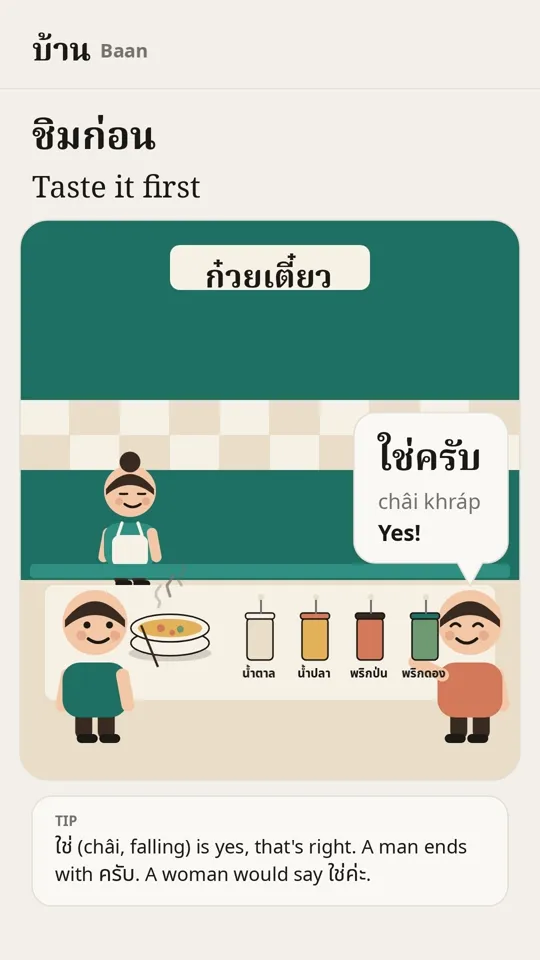 บ้าน Baan
ชิมก่อน
Taste it first
ก๋วยเตี๋ยว
ใช่ครับ
châi khráp
Yes!
น้ำตาล น้ำปลา พริกป่น พริกดอง
TIP
ใช่ (châi, falling) is yes, that's right. A man ends
with ครับ. A woman would say ใช่ค่ะ.